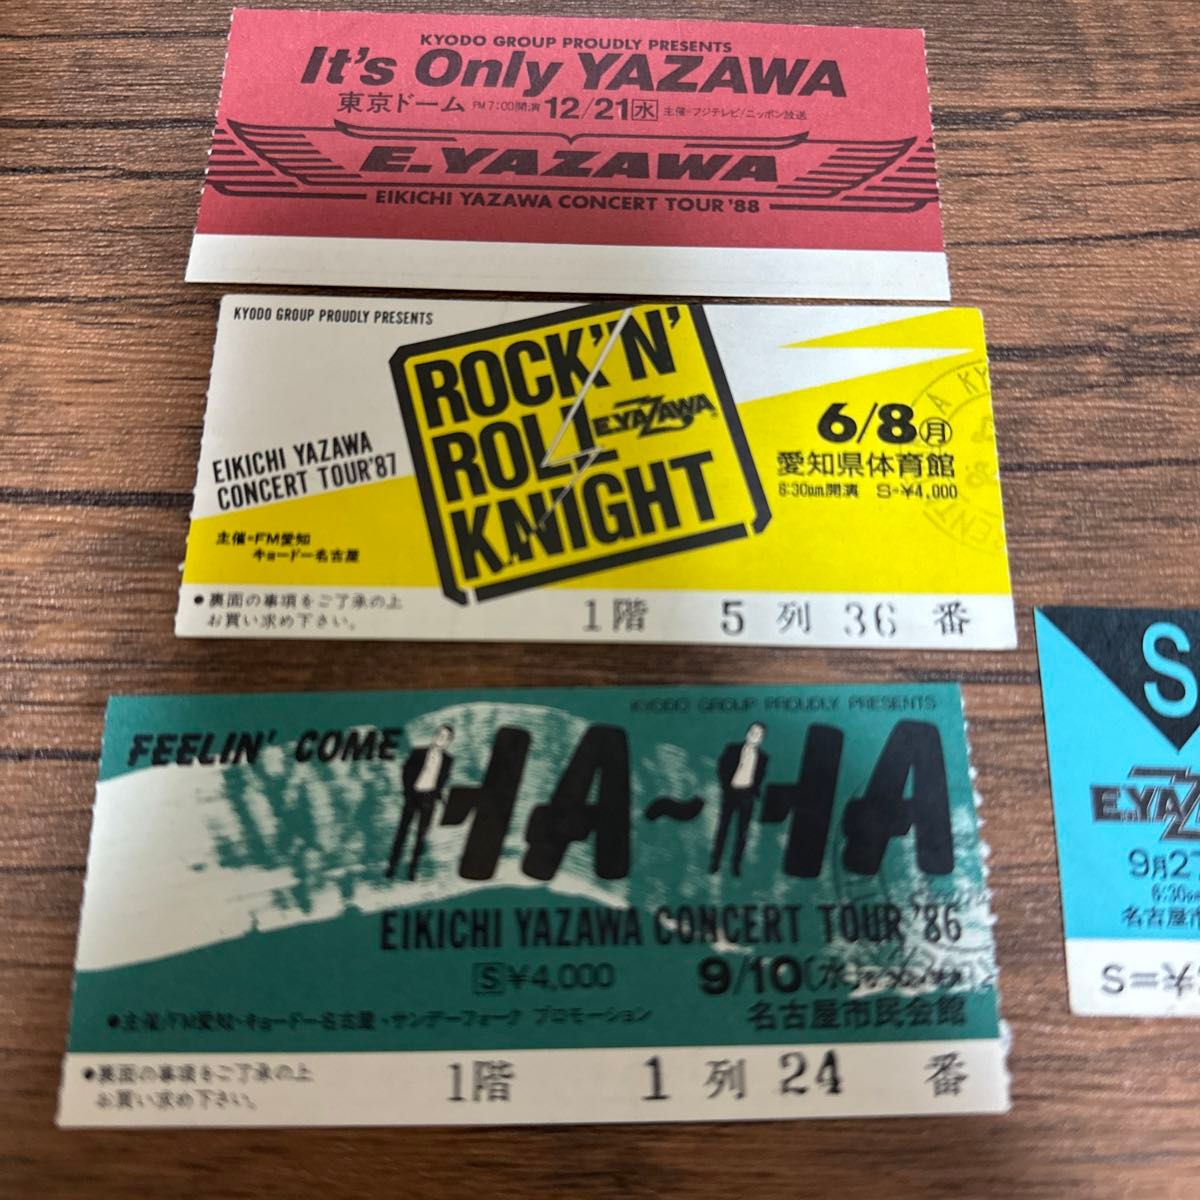 KYODO GROUP PROUDLY PRESENTS
It's Only YAZAWA
東京ドーム PM7:00開演 12/21水 主催=フジテレビ/ニッポン放送
E.YAZAWA
EIKICHI YAZAWA CONCERT TOUR '88
KYODO GROUP PROUDLY PRESENTS
ROCK'N'
ROLL
KNIGHT
E.YAZAWA
EIKICHI YAZAWA
CONCERT TOUR'87
6/8月
愛知県体育館
6:30pm開演 S=¥4,000
主催=FM愛知
キョードー名古屋
●裏面の事項をご了承の上
お買い求め下さい。
1階 5列 36番
KYODO GROUP PROUDLY PRESENTS
FEELIN' COME
HA~HA
EIKICHI YAZAWA CONCERT TOUR '86
S ¥4,000
9/10(水)
名古屋市民会館
●主催/FM愛知・キョードー名古屋・サンデーフォーク プロモーション
●裏面の事項をご了承の上
お買い求め下さい。
1階 1列 24番
S
E.YAZ
9月27
6:30
名古屋
S=